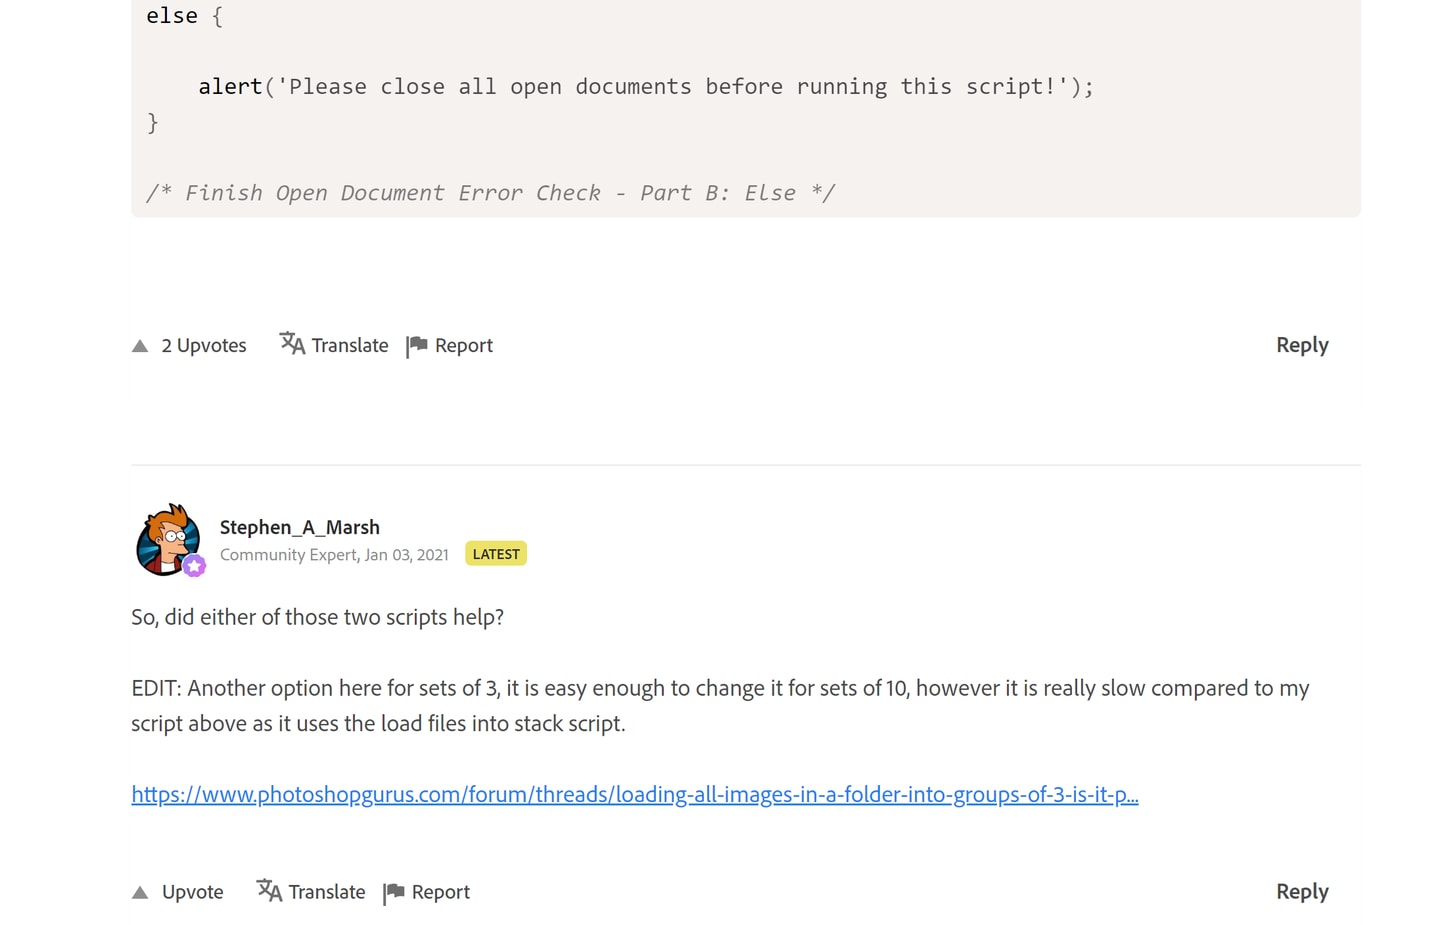 else {
alert('Please close all open documents before running this script!');
}
/* Finish Open Document Error Check - Part B: Else */
2 Upvotes Translate Report Reply
Stephen_A_Marsh
Community Expert, Jan 03, 2021 LATEST
So, did either of those two scripts help?
EDIT: Another option here for sets of 3, it is easy enough to change it for sets of 10, however it is really slow compared to my
script above as it uses the load files into stack script.
https://www.photoshopgurus.com/forum/threads/loading-all-images-in-a-folder-into-groups-of-3-is-it-p...
Upvote Translate Report Reply